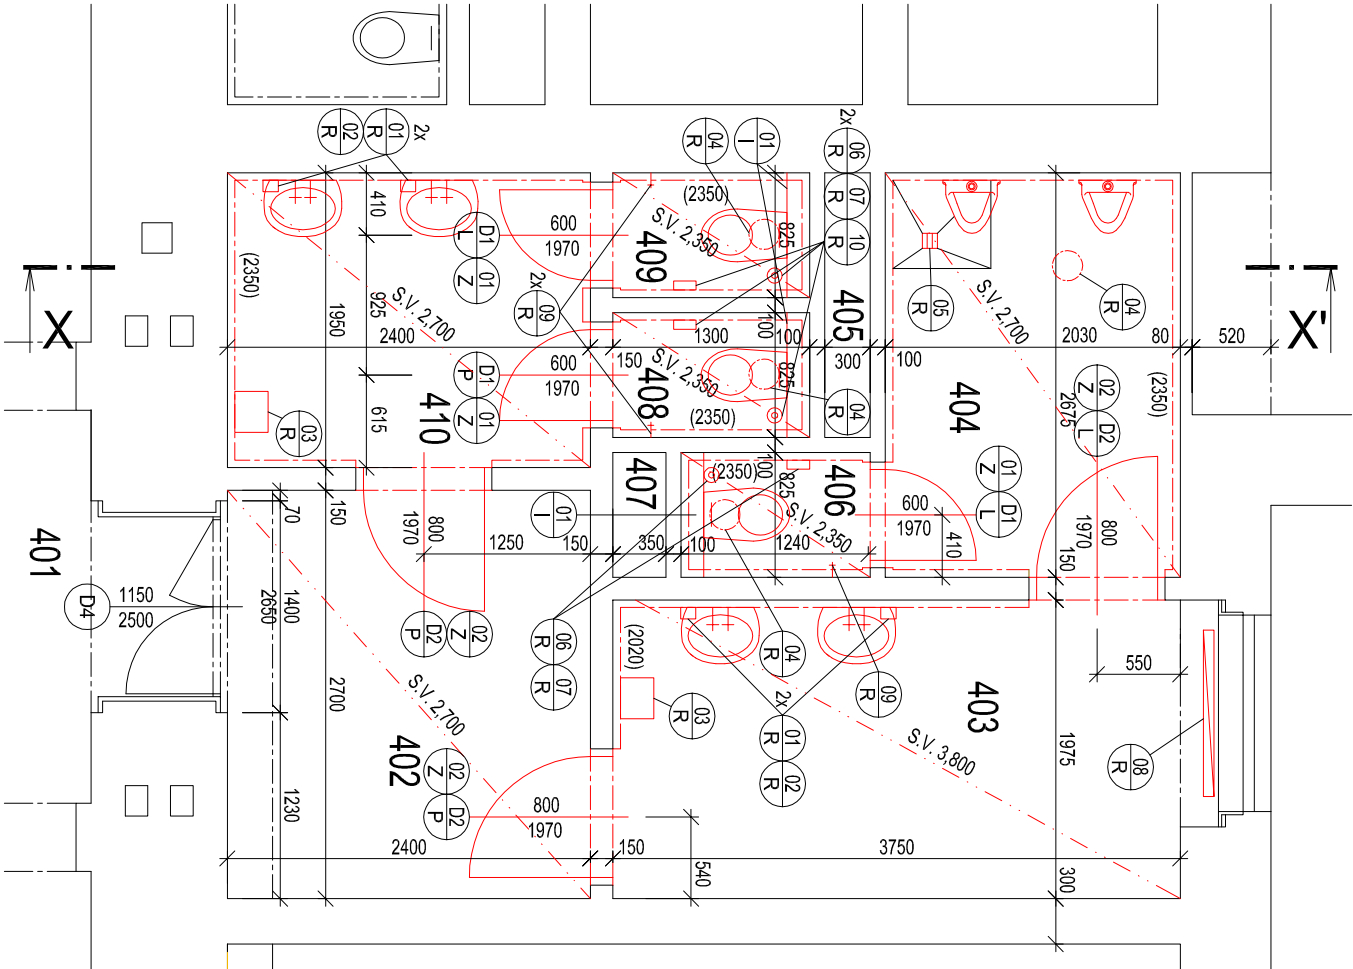 2x
01
R
02
R
04
R
01
I
2x
06
R
07
R
10
R
410
(2350)
S.V. 2,350
825
600
1970
D1
L
01
Z
409
(2350)
925
1950
S.V. 2,700
2x
09
R
405
05
R
S.V. 2,700
04
R
X
X'
2400
150
1300
100
100
300
100
2030
80
520
600
1970
D1
P
01
Z
S.V. 2,350
825
408
(2350)
04
R
404
2675
02
Z
D2
L
(2350)
615
410
03
R
407
(2350)
100
825
406
01
Z
D1
L
70
150
800
1970
01
I
S.V. 2,350
600
1970
800
1970
401
1250
150
350
100
1240
410
150
D4
1150
2500
1400
2650
D2
P
02
Z
06
R
07
R
(2020)
04
R
550
2700
S.V. 2,700
03
R
2x
09
R
403
01
R
02
R
S.V. 3,800
1975
08
R
402
02
Z
D2
P
1230
800
1970
2400
150
3750
540
300